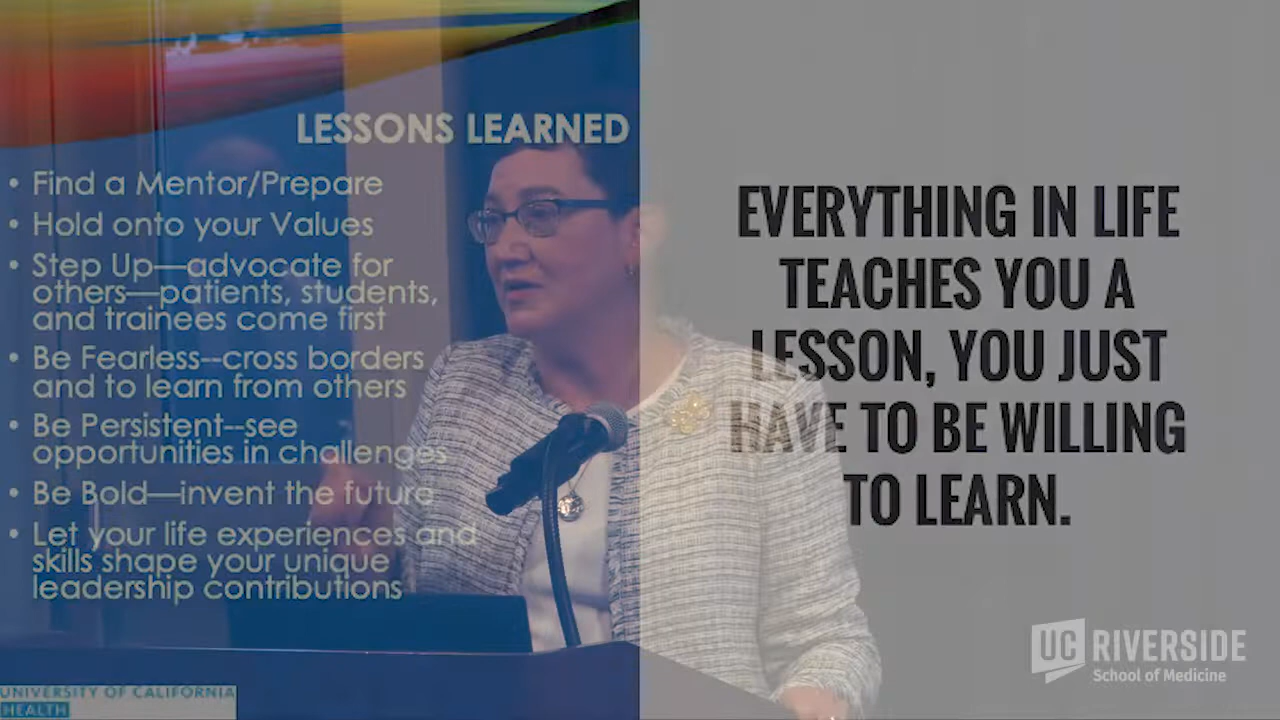 LESSONS LEARNED
• Find a Mentor/Prepare
• Hold onto your Values
• Step Up—advocate for
others—patients, students,
and trainees come first
• Be Fearless--cross borders
and to learn from others
• Be Persistent--see
opportunities in challenges
• Be Bold—invent the future
• Let your life experiences and
skills shape your unique
leadership contributions
UNIVERSITY OF CALIFORNIA
HEALTH
EVERYTHING IN LIFE
TEACHES YOU A
LESSON, YOU JUST
HAVE TO BE WILLING
TO LEARN.
UC RIVERSIDE
School of Medicine